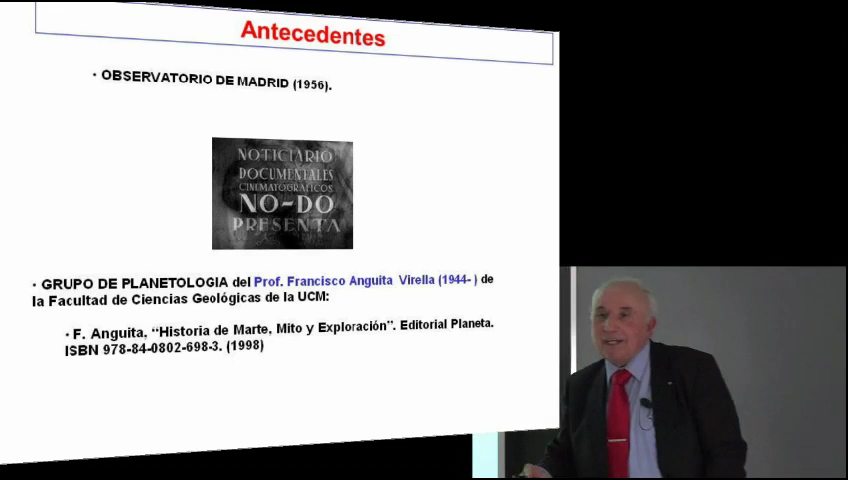 Antecedentes
· OBSERVATORIO DE MADRID (1956).
NOTICIARIO
DOCUMENTALES
CINEMATOGRAFICOS
NO-DO
PRESENTA
· GRUPO DE PLANETOLOGIA del Prof. Francisco Anguita Virella (1944- ) de
la Facultad de Ciencias Geológicas de la UCM:
· F. Anguita, “Historia de Marte, Mito y Exploración”. Editorial Planeta.
ISBN 978-84-0802-698-3. (1998)